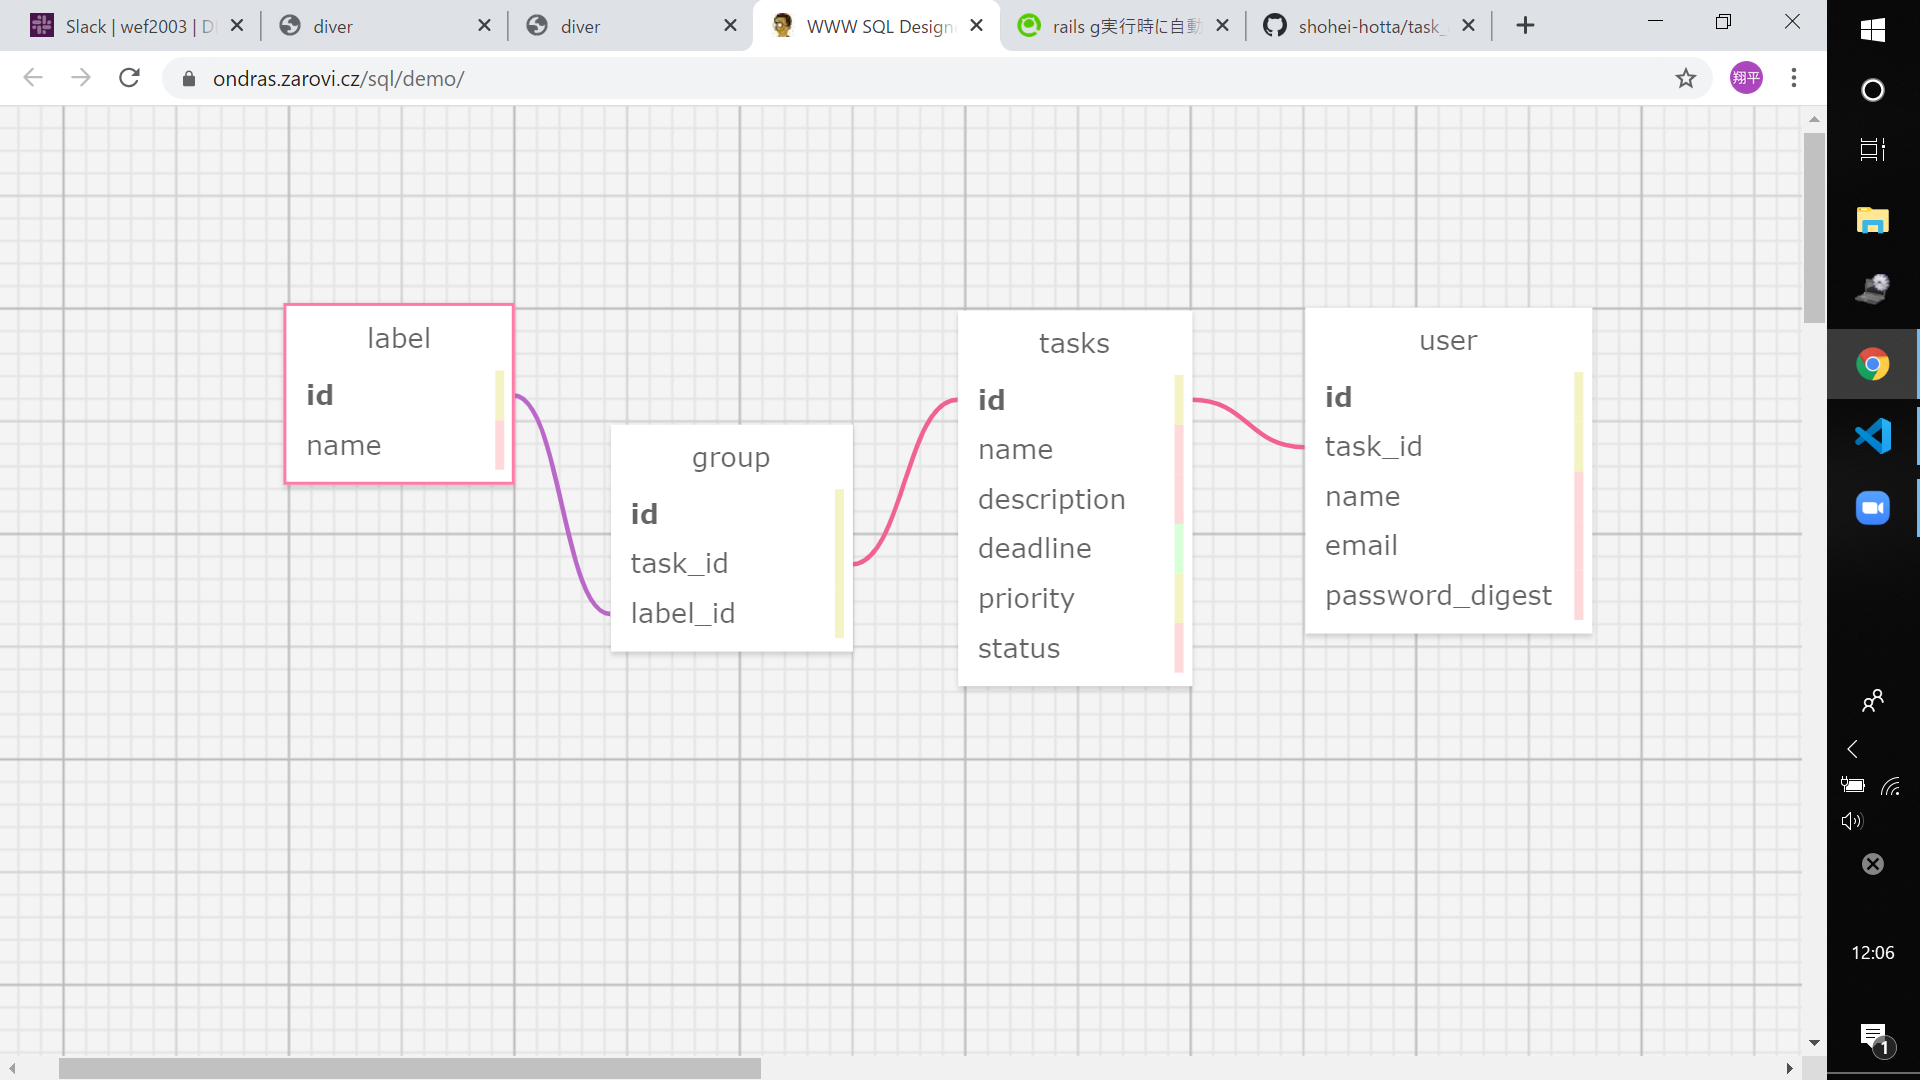 Slack | wef2003 | D
diver
diver
WWW SQL Design
rails g実行時に自動
shohei-hotta/task_
ondras.zarovi.cz/sql/demo/
翔平
label
id
name
group
id
task_id
label_id
tasks
id
name
description
deadline
priority
status
user
id
task_id
name
email
password_digest
12:06
1